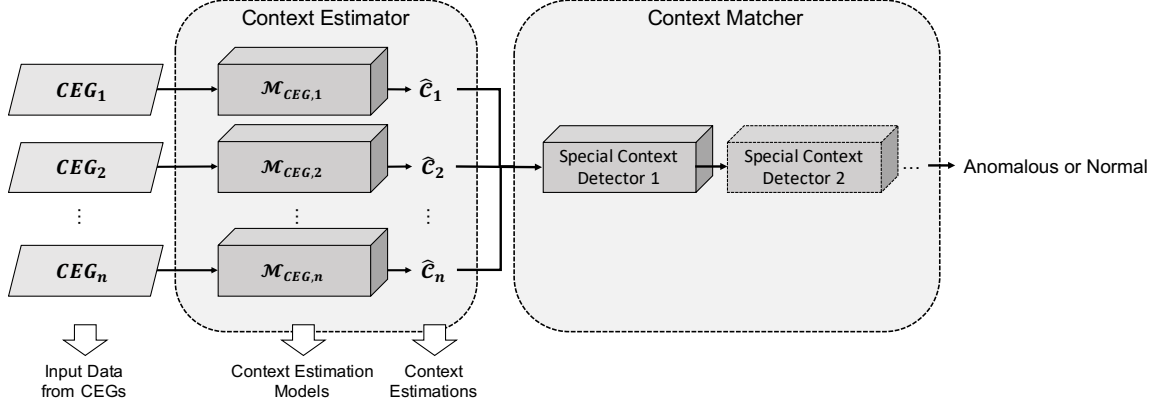 Context Estimator
Context Matcher
CEG₁
M_CEG,1
Ĉ₁
CEG₂
M_CEG,2
Ĉ₂
Special Context
Detector 1
Special Context
Detector 2
...
Anomalous or Normal
⋮
⋮
⋮
CEGₙ
M_CEG,n
Ĉₙ
Input Data
from CEGs
Context Estimation
Models
Context
Estimations